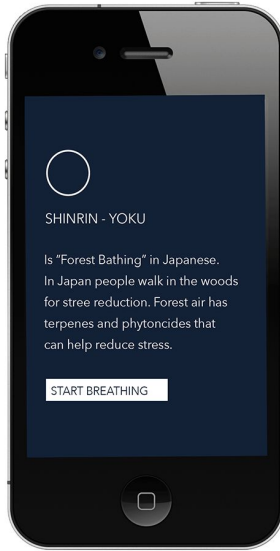 SHINRIN - YOKU
Is "Forest Bathing" in Japanese.
In Japan people walk in the woods
for stree reduction. Forest air has
terpenes and phytoncides that
can help reduce stress.
START BREATHING